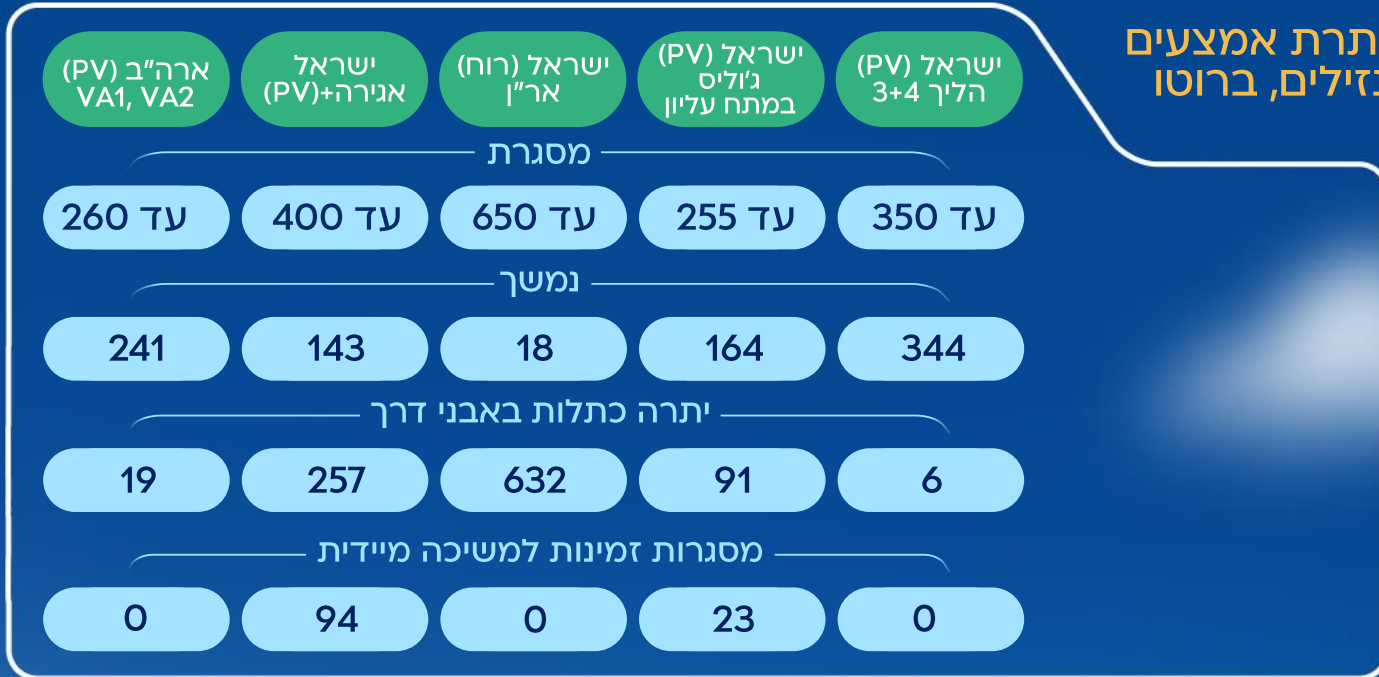 יתרת אמצעים
נזילים, ברוטו
ישראל (PV)
הליך 3+4
ישראל (PV)
ג'וליס
במתח עליון
ישראל (רוח)
אר"ן
ישראל
אגירה+(PV)
ארה"ב (PV)
VA1, VA2
מסגרת
עד 350
עד 255
עד 650
עד 400
עד 260
נמשך
344
164
18
143
241
יתרה כתלות באבני דרך
6
91
632
257
19
מסגרות זמינות למשיכה מיידית
0
23
0
94
0